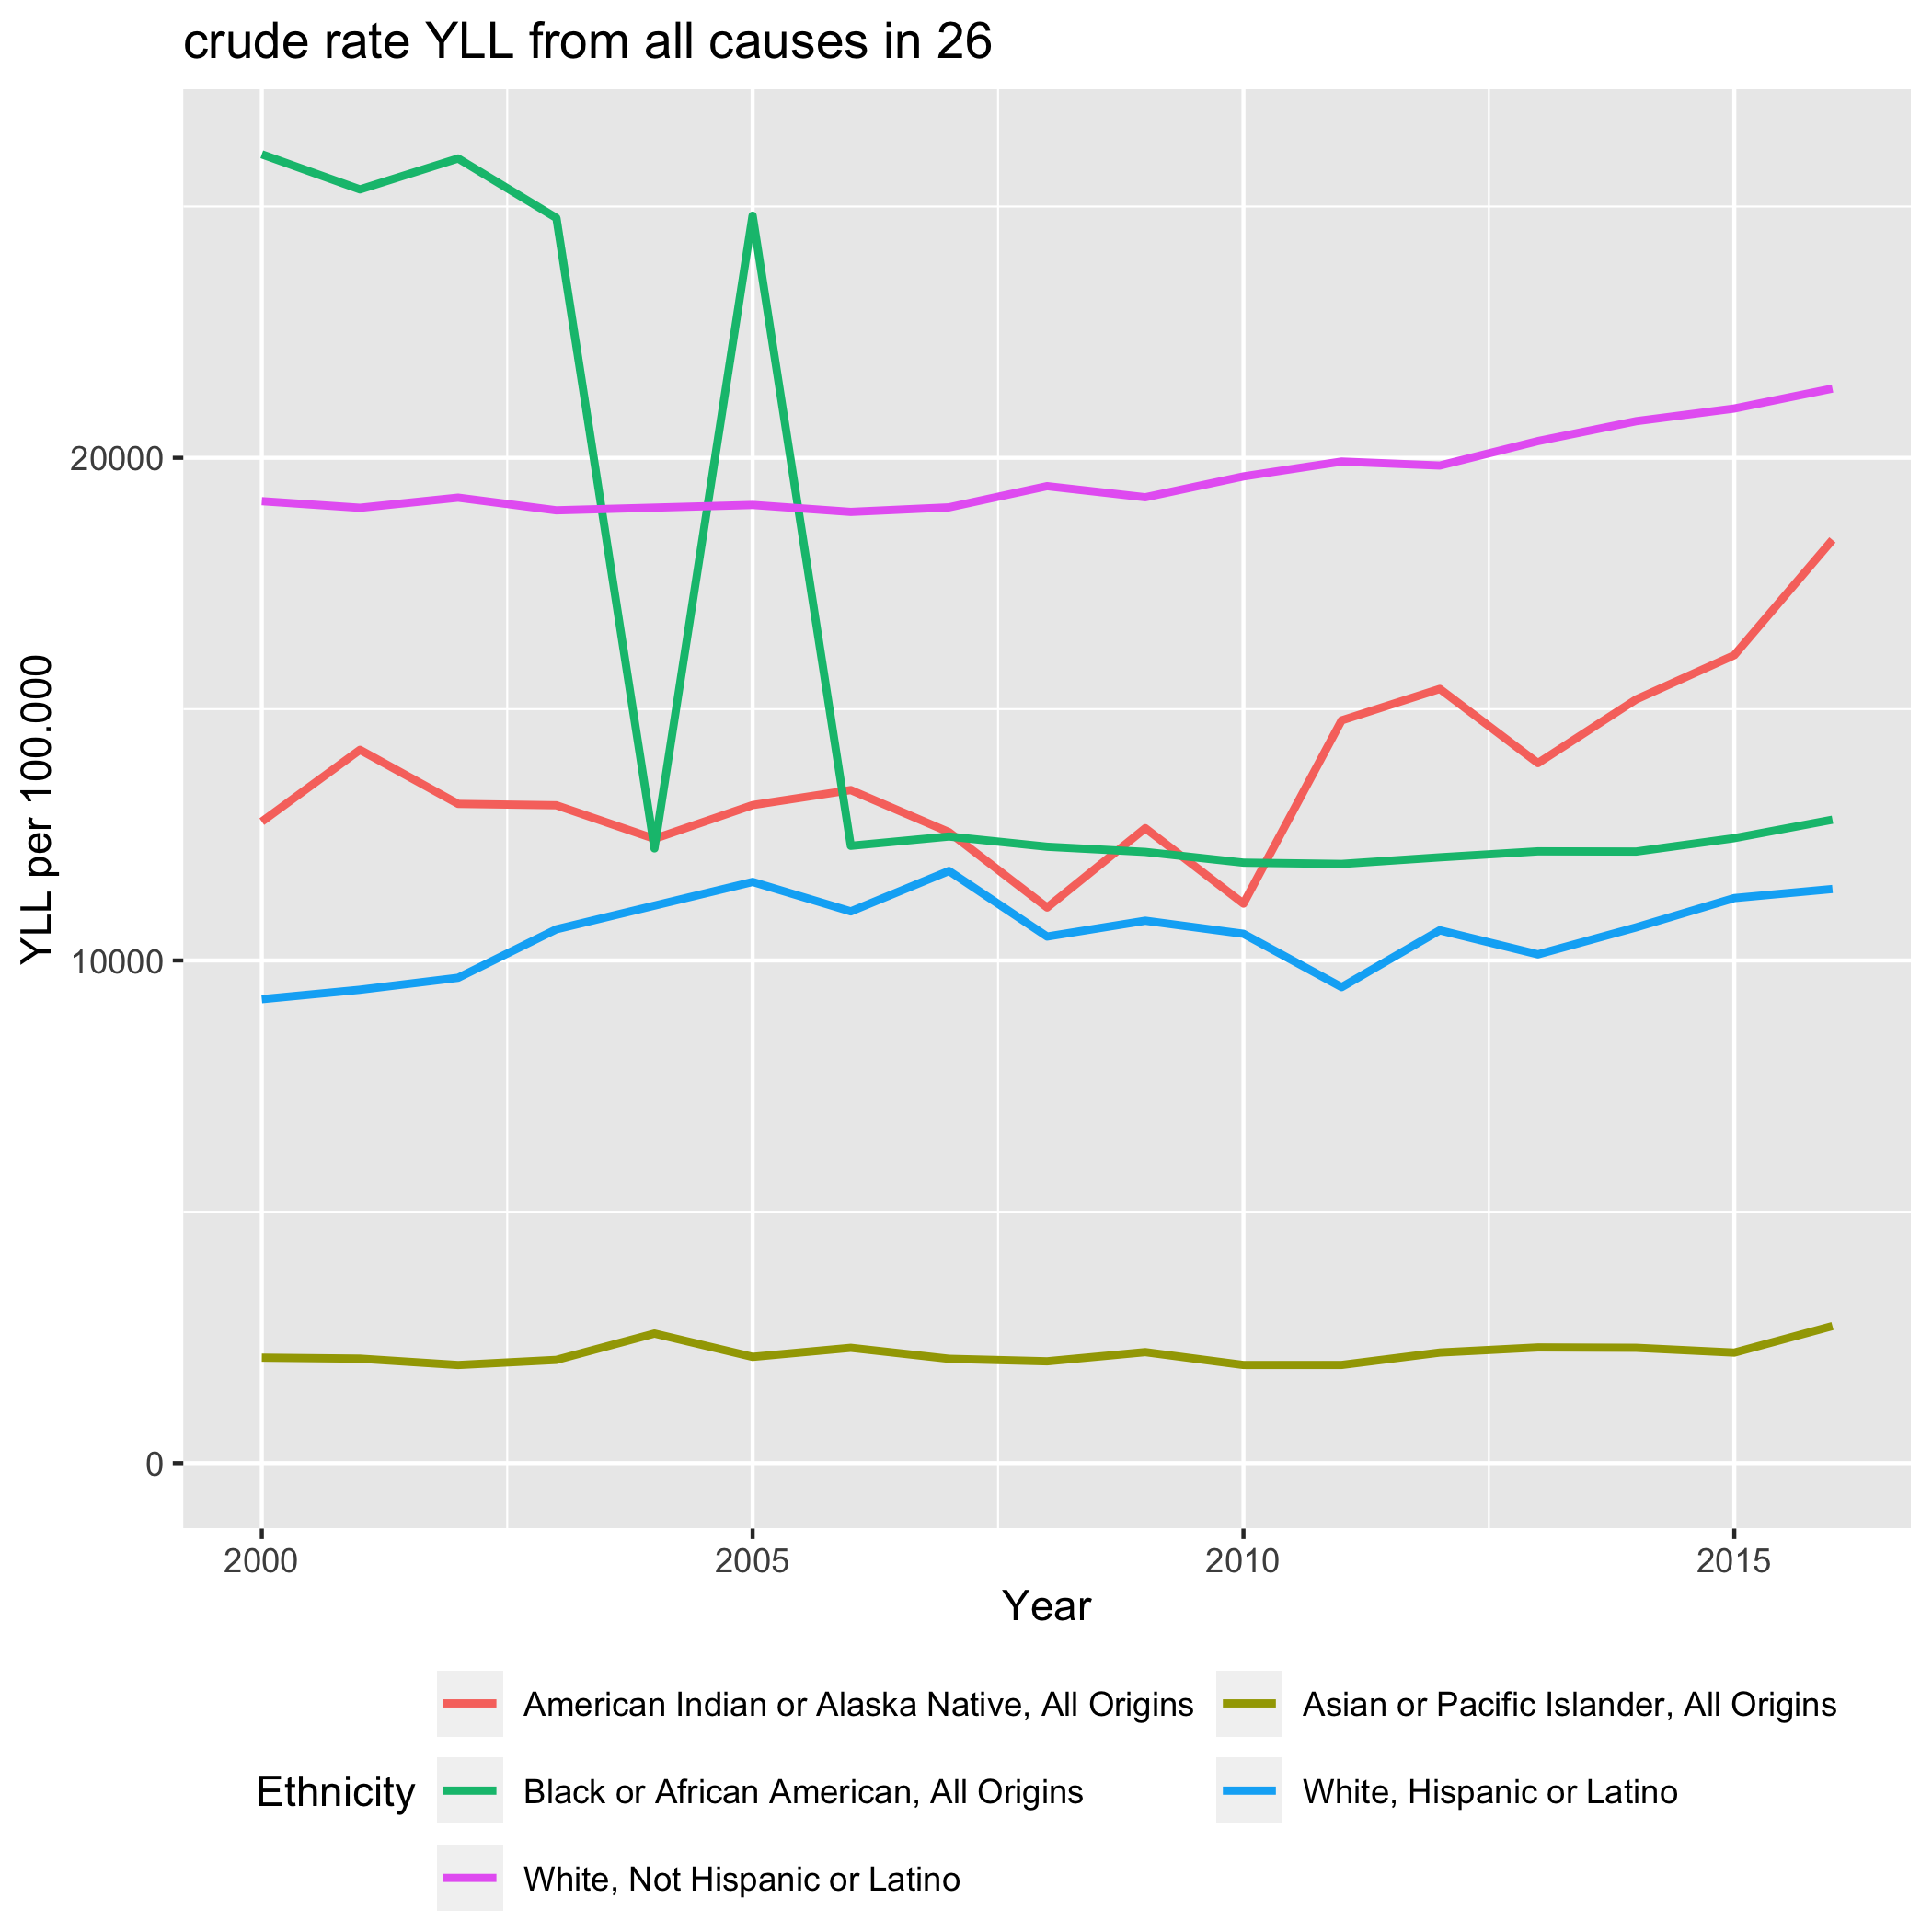 crude rate YLL from all causes in 26
YLL per 100.000
20000
10000
0
2000 2005 2010 2015
Year
Ethnicity
American Indian or Alaska Native, All Origins
Asian or Pacific Islander, All Origins
Black or African American, All Origins
White, Hispanic or Latino
White, Not Hispanic or Latino